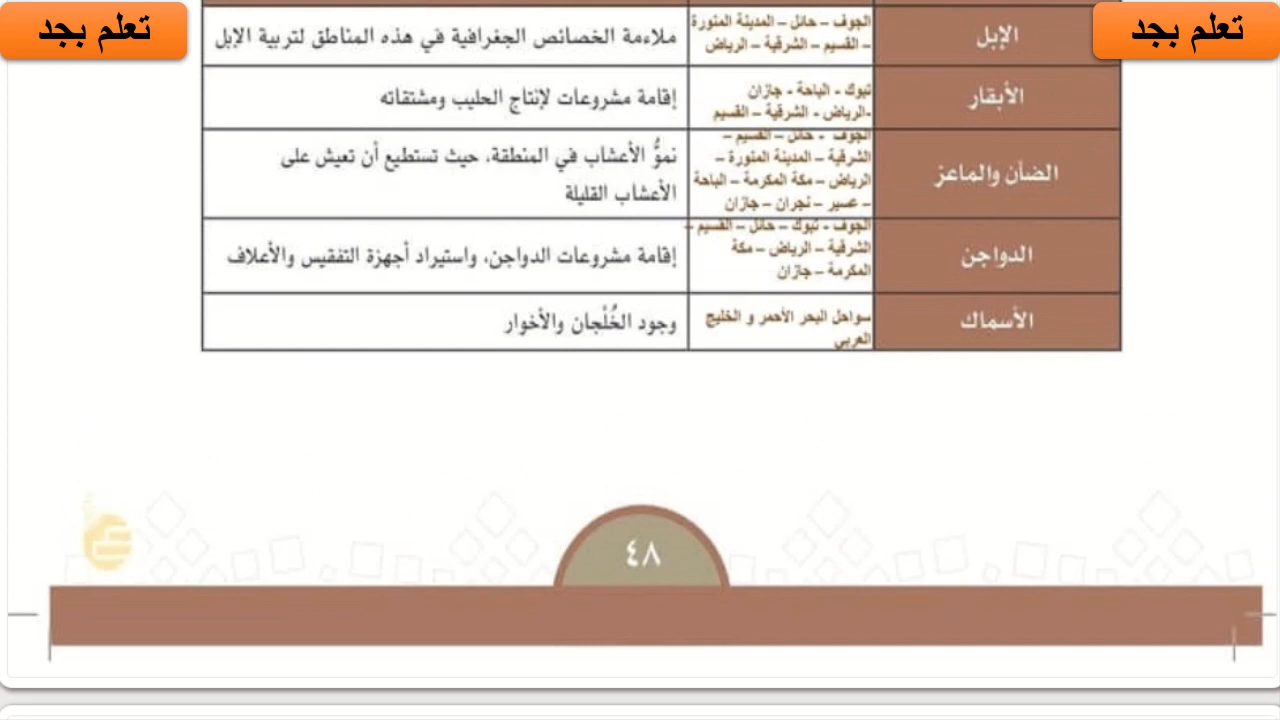 تعلم بجد
تعلم بجد
الإبل
الجوف – حائل – المدينة المنورة
– القسيم – الشرقية – الرياض
ملاءمة الخصائص الجغرافية في هذه المناطق لتربية الإبل
الأبقار
تبوك - الباحة - جازان
-الرياض - الشرقية – القسيم
إقامة مشروعات لإنتاج الحليب ومشتقاته
الضأن والماعز
الجوف - حائل – القسيم –
الشرقية – المدينة المنورة –
الرياض – مكة المكرمة – الباحة
– عسير – نجران – جازان
نموُّ الأعشاب في المنطقة، حيث تستطيع أن تعيش على
الأعشاب القليلة
الدواجن
الجوف - تبوك – حائل – القسيم –
الشرقية – الرياض – مكة
المكرمة – جازان
إقامة مشروعات الدواجن، واستيراد أجهزة التفقيس والأعلاف
الأسماك
سواحل البحر الأحمر و الخليج
العربي
وجود الخُلْجان والأخوار
٤٨